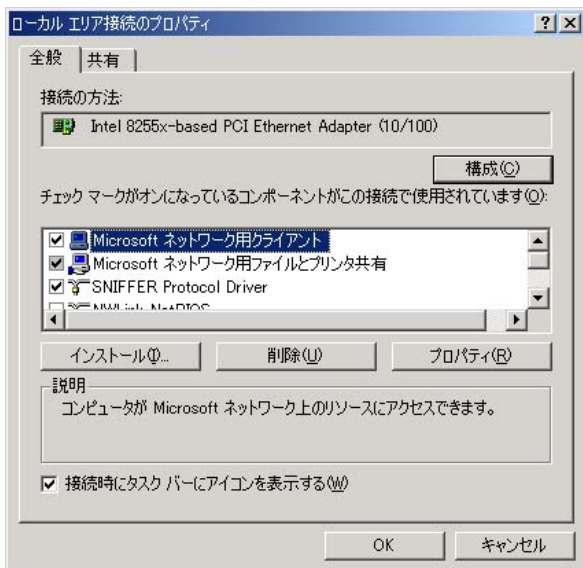 ローカル エリア接続のプロパティ
全般 共有
接続の方法:
Intel 8255x-based PCI Ethernet Adapter (10/100)
構成(C)
チェック マークがオンになっているコンポーネントがこの接続で使用されています(O):
Microsoft ネットワーク用クライアント
Microsoft ネットワーク用ファイルとプリンタ共有
SNIFFER Protocol Driver
NWLink NetBIOS
インストール(I)... 削除(U) プロパティ(R)
説明
コンピュータが Microsoft ネットワーク上のリソースにアクセスできます。
接続時にタスク バーにアイコンを表示する(W)
OK キャンセル